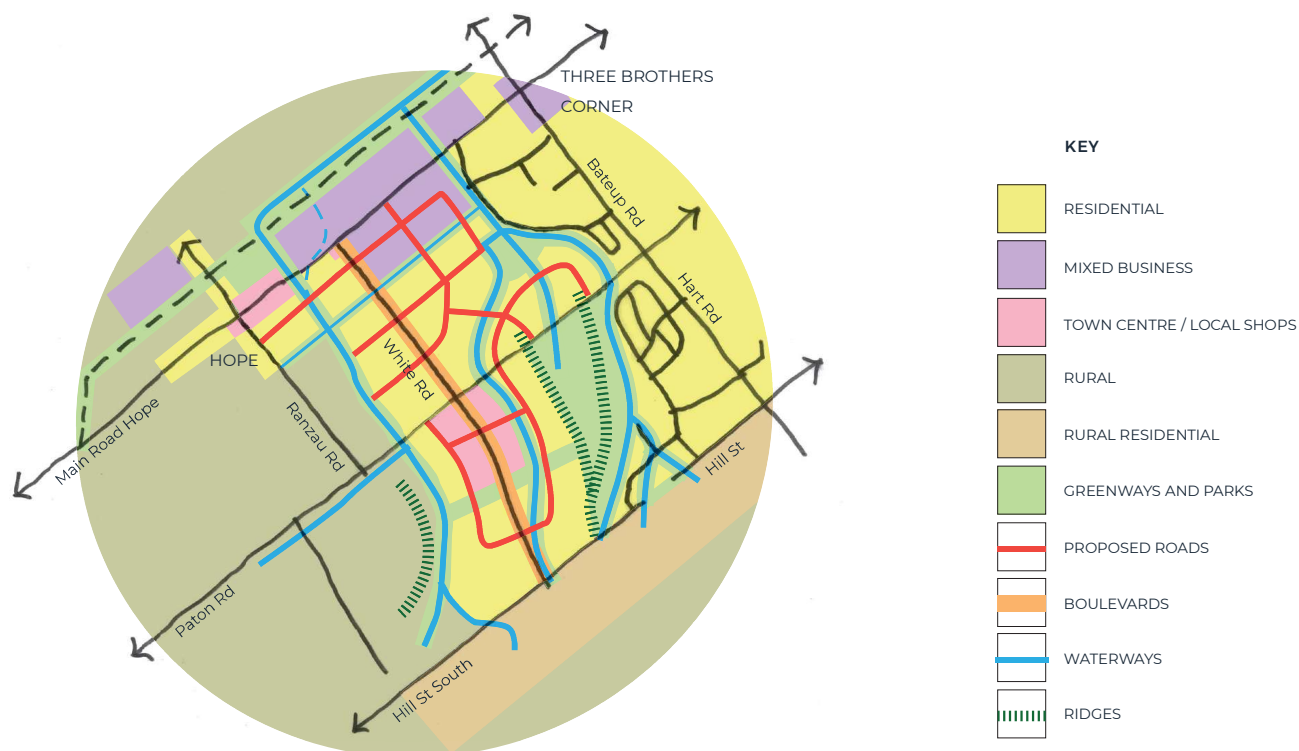 THREE BROTHERS
CORNER
Bateup Rd
Hart Rd
HOPE
White Rd
Ranzau Rd
Main Road Hope
Hill St
Paton Rd
Hill St South
KEY
RESIDENTIAL
MIXED BUSINESS
TOWN CENTRE / LOCAL SHOPS
RURAL
RURAL RESIDENTIAL
GREENWAYS AND PARKS
PROPOSED ROADS
BOULEVARDS
WATERWAYS
RIDGES